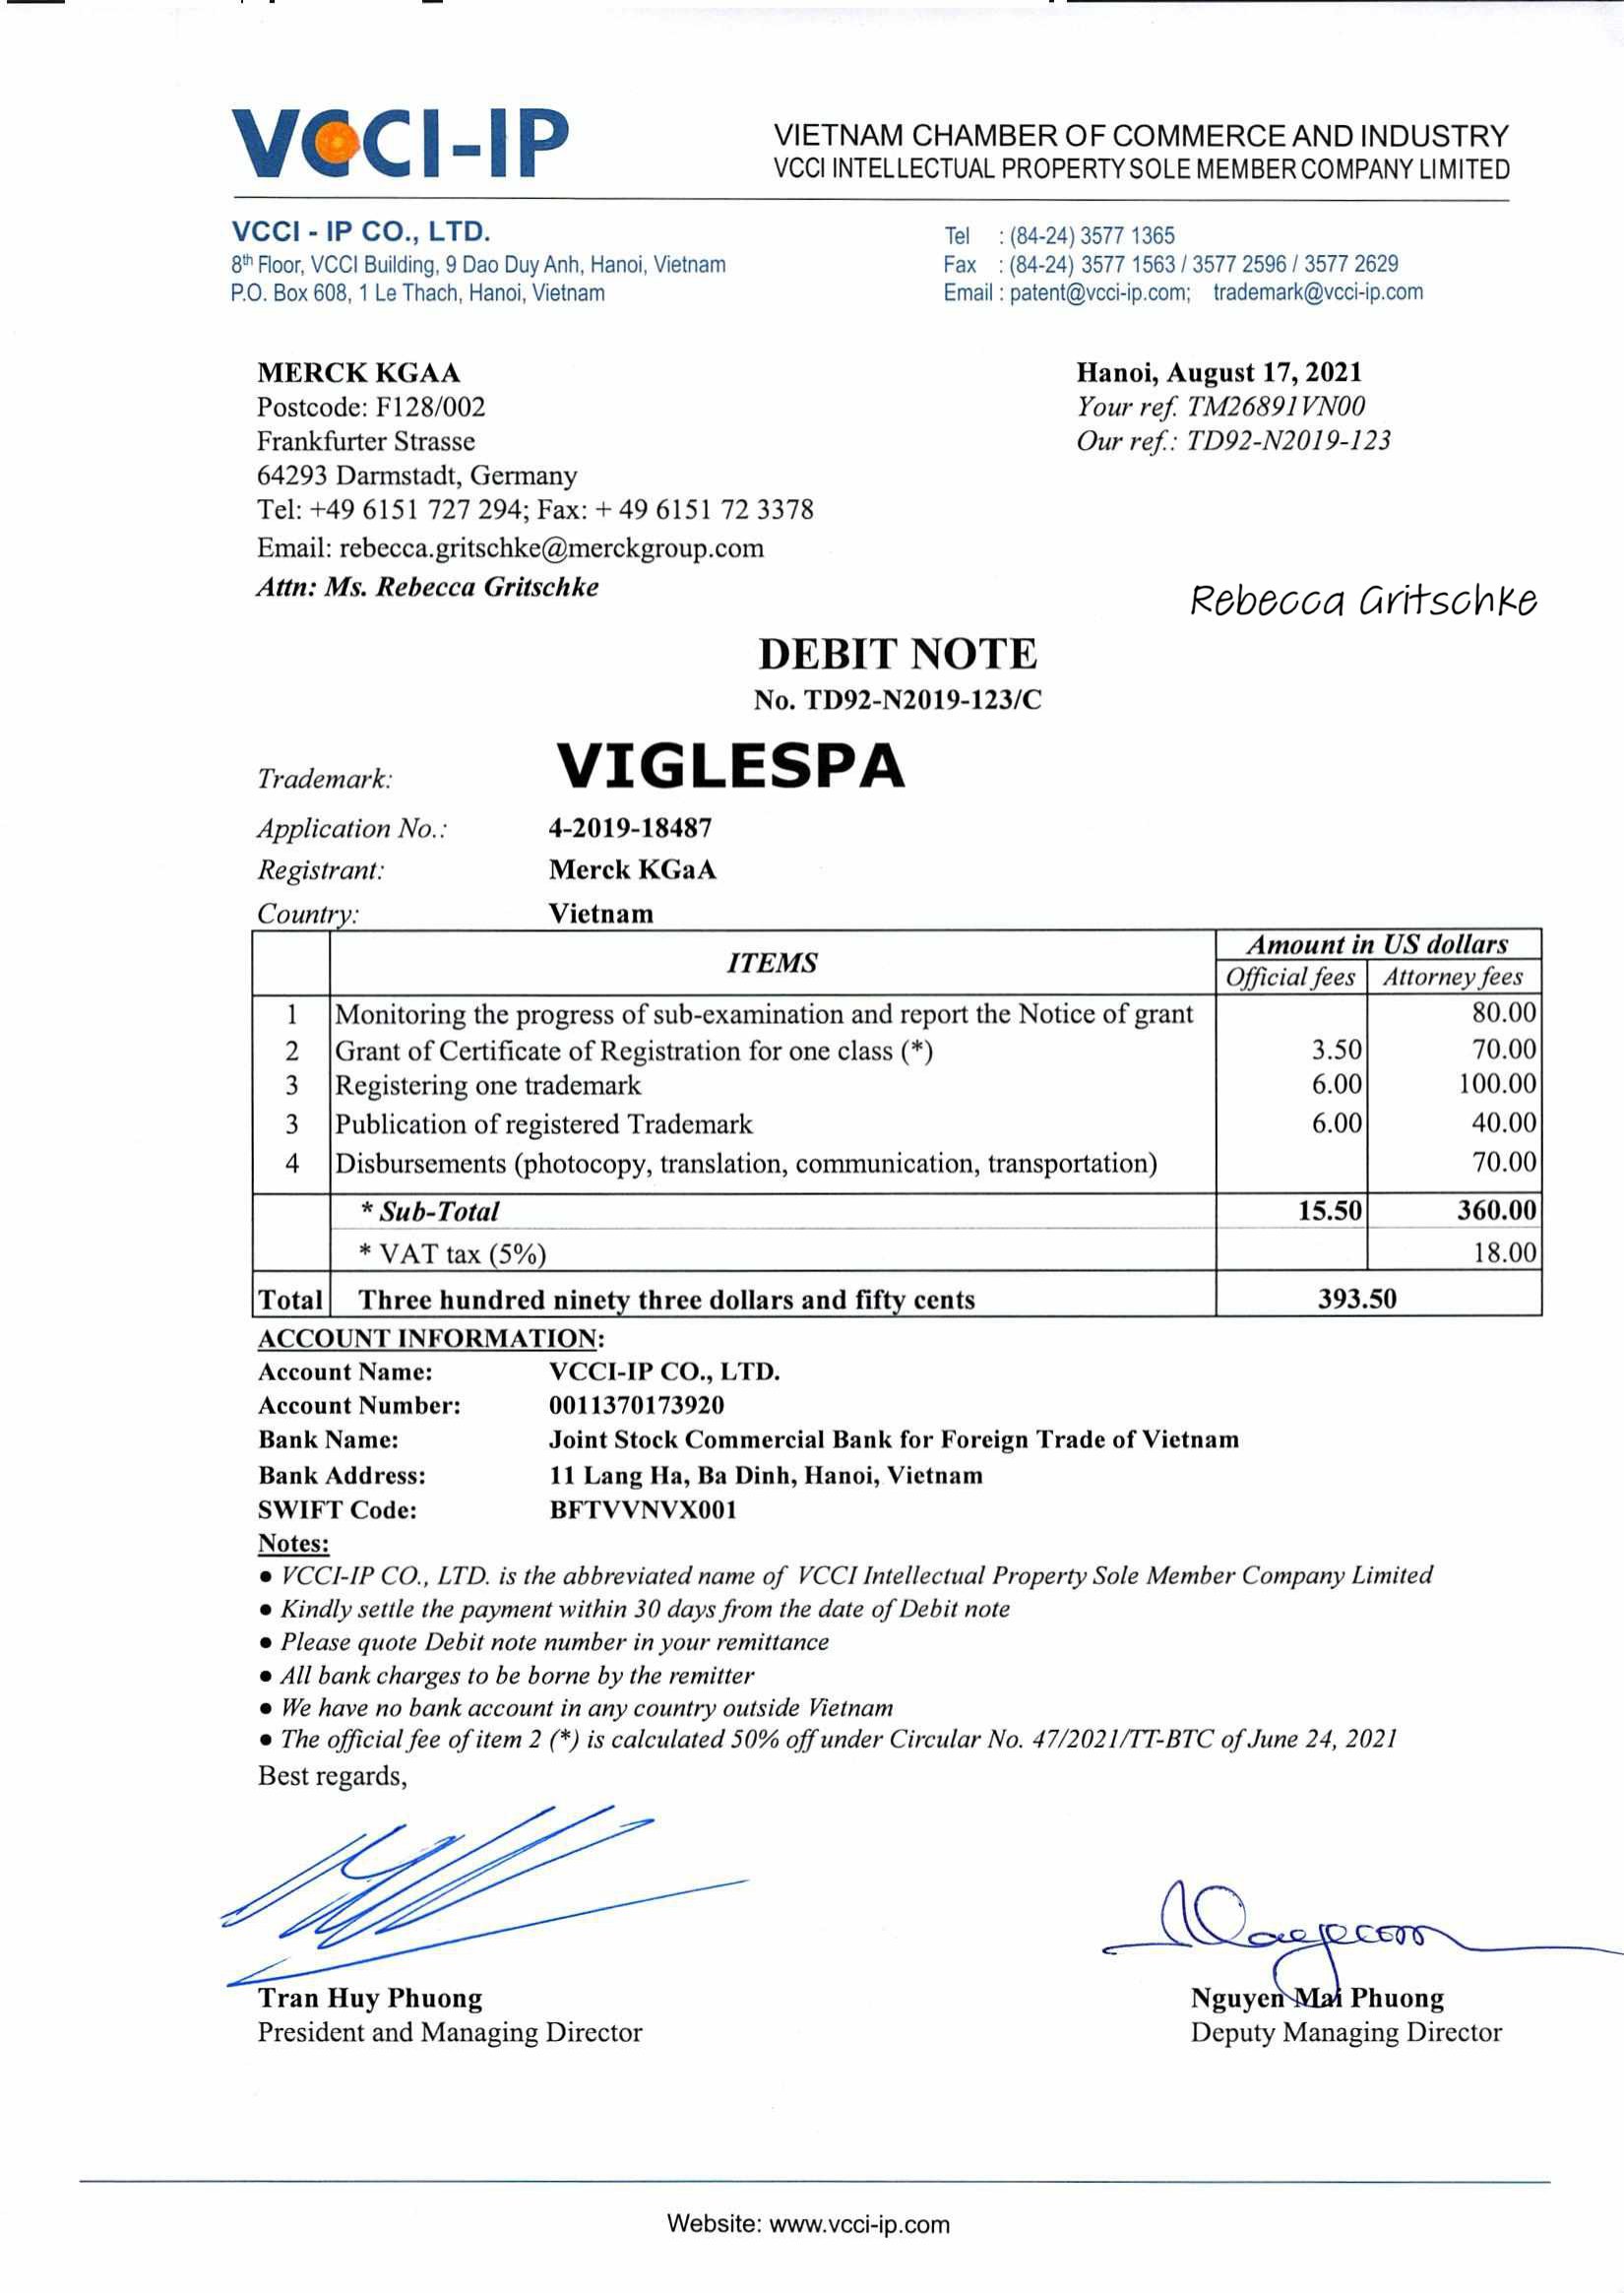 VCCI-IP
VIETNAM CHAMBER OF COMMERCE AND INDUSTRY
VCCI INTELLECTUAL PROPERTY SOLE MEMBER COMPANY LIMITED
VCCI - IP CO., LTD.
8th Floor, VCCI Building, 9 Dao Duy Anh, Hanoi, Vietnam
P.O. Box 608, 1 Le Thach, Hanoi, Vietnam
Tel : (84-24) 3577 1365
Fax : (84-24) 3577 1563 / 3577 2596 / 3577 2629
Email : patent@vcci-ip.com; trademark@vcci-ip.com
MERCK KGAA
Postcode: F128/002
Frankfurter Strasse
64293 Darmstadt, Germany
Tel: +49 6151 727 294; Fax: + 49 6151 72 3378
Email: rebecca.gritschke@merckgroup.com
Attn: Ms. Rebecca Gritschke
Hanoi, August 17, 2021
Your ref. TM26891VN00
Our ref.: TD92-N2019-123
Rebecca Gritschke
DEBIT NOTE
No. TD92-N2019-123/C
Trademark: VIGLESPA
Application No.: 4-2019-18487
Registrant: Merck KGaA
Country: Vietnam
ITEMS Amount in US dollars
Official fees Attorney fees
1 Monitoring the progress of sub-examination and report the Notice of grant 80.00
2 Grant of Certificate of Registration for one class (*) 3.50 70.00
3 Registering one trademark 6.00 100.00
3 Publication of registered Trademark 6.00 40.00
4 Disbursements (photocopy, translation, communication, transportation) 70.00
* Sub-Total 15.50 360.00
* VAT tax (5%) 18.00
Total Three hundred ninety three dollars and fifty cents 393.50
ACCOUNT INFORMATION:
Account Name: VCCI-IP CO., LTD.
Account Number: 0011370173920
Bank Name: Joint Stock Commercial Bank for Foreign Trade of Vietnam
Bank Address: 11 Lang Ha, Ba Dinh, Hanoi, Vietnam
SWIFT Code: BFTVVNVX001
Notes:
● VCCI-IP CO., LTD. is the abbreviated name of VCCI Intellectual Property Sole Member Company Limited
● Kindly settle the payment within 30 days from the date of Debit note
● Please quote Debit note number in your remittance
● All bank charges to be borne by the remitter
● We have no bank account in any country outside Vietnam
● The official fee of item 2 (*) is calculated 50% off under Circular No. 47/2021/TT-BTC of June 24, 2021
Best regards,
Tran Huy Phuong
President and Managing Director
Nguyen Mai Phuong
Deputy Managing Director
Website: www.vcci-ip.com